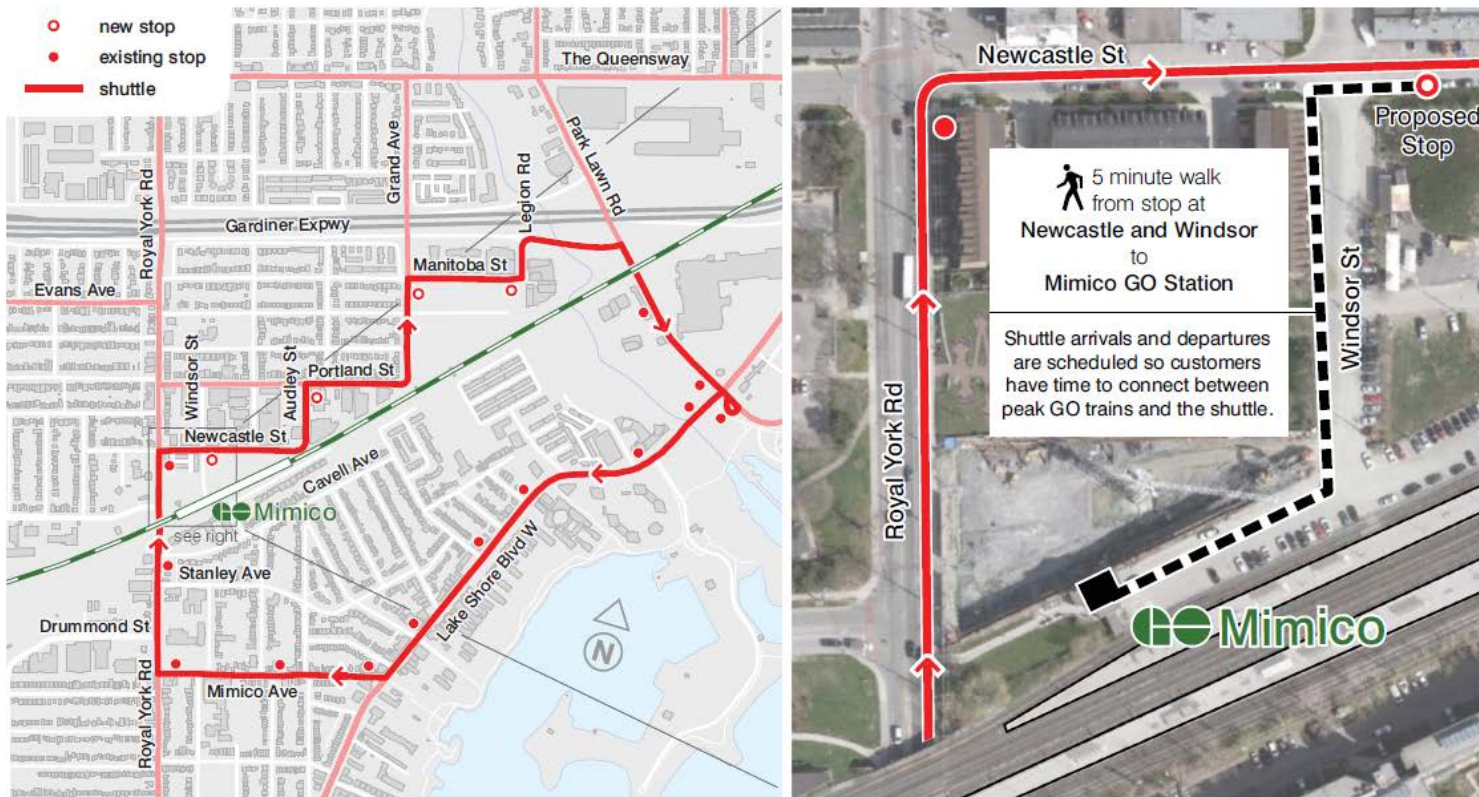 new stop
existing stop
shuttle
The Queensway
Royal York Rd
Grand Ave
Park Lawn Rd
Legion Rd
Gardiner Expwy
Manitoba St
Evans Ave
Windsor St
Audley St
Portland St
Newcastle St
Cavell Ave
GO Mimico
see right
Stanley Ave
Lake Shore Blvd W
Drummond St
N
Royal York Rd
Mimico Ave
Newcastle St
Proposed
Stop
5 minute walk
from stop at
Newcastle and Windsor
to
Mimico GO Station
Shuttle arrivals and departures
are scheduled so customers
have time to connect between
peak GO trains and the shuttle.
Windsor St
Royal York Rd
GO Mimico